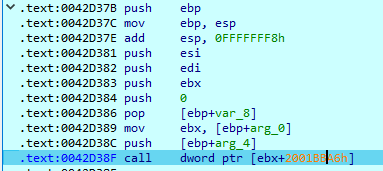 .text:0042D37B push ebp
.text:0042D37C mov ebp, esp
.text:0042D37E add esp, 0FFFFFFF8h
.text:0042D381 push esi
.text:0042D382 push edi
.text:0042D383 push ebx
.text:0042D384 push 0
.text:0042D386 pop [ebp+var_8]
.text:0042D389 mov ebx, [ebp+arg_0]
.text:0042D38C push [ebp+arg_4]
.text:0042D38F call dword ptr [ebx+2001BBA6h]